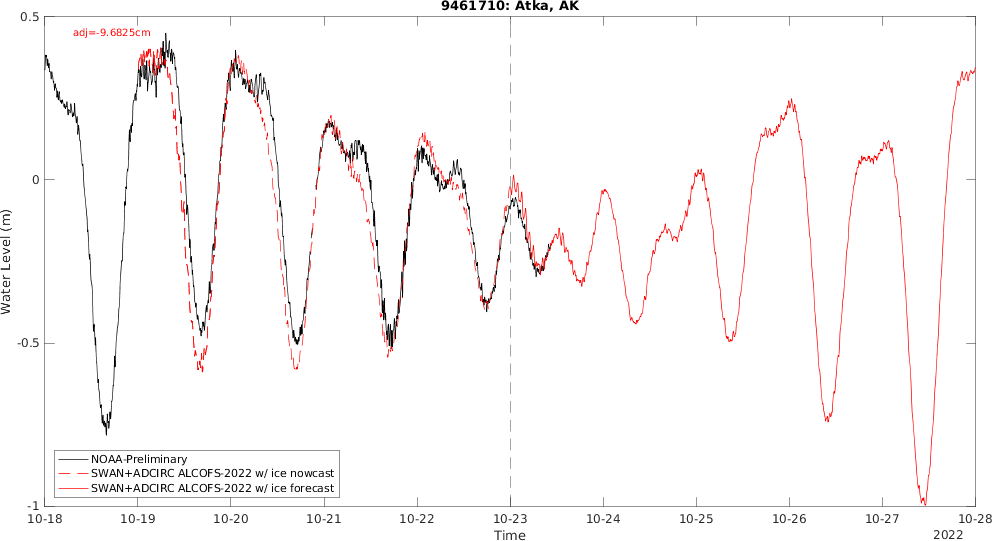 9461710: Atka, AK
adj=-9.6825cm
0.5
0
-0.5
-1
Water Level (m)
NOAA-Preliminary
SWAN+ADCIRC ALCOFS-2022 w/ ice nowcast
SWAN+ADCIRC ALCOFS-2022 w/ ice forecast
10-18 10-19 10-20 10-21 10-22 10-23 10-24 10-25 10-26 10-27 10-28
Time
2022